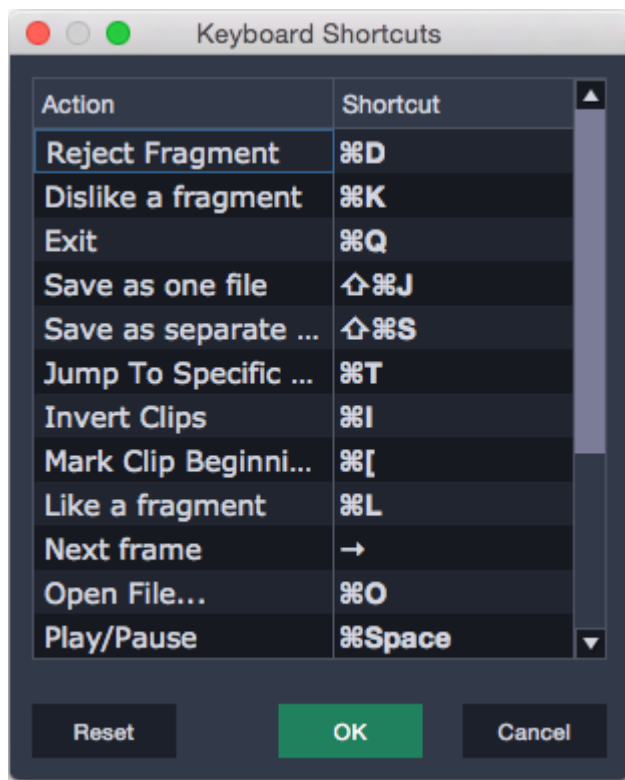 Keyboard Shortcuts
Action Shortcut
Reject Fragment ⌘D
Dislike a fragment ⌘K
Exit ⌘Q
Save as one file ⇧⌘J
Save as separate ... ⇧⌘S
Jump To Specific ... ⌘T
Invert Clips ⌘I
Mark Clip Beginni... ⌘[
Like a fragment ⌘L
Next frame →
Open File... ⌘O
Play/Pause ⌘Space
Reset OK Cancel